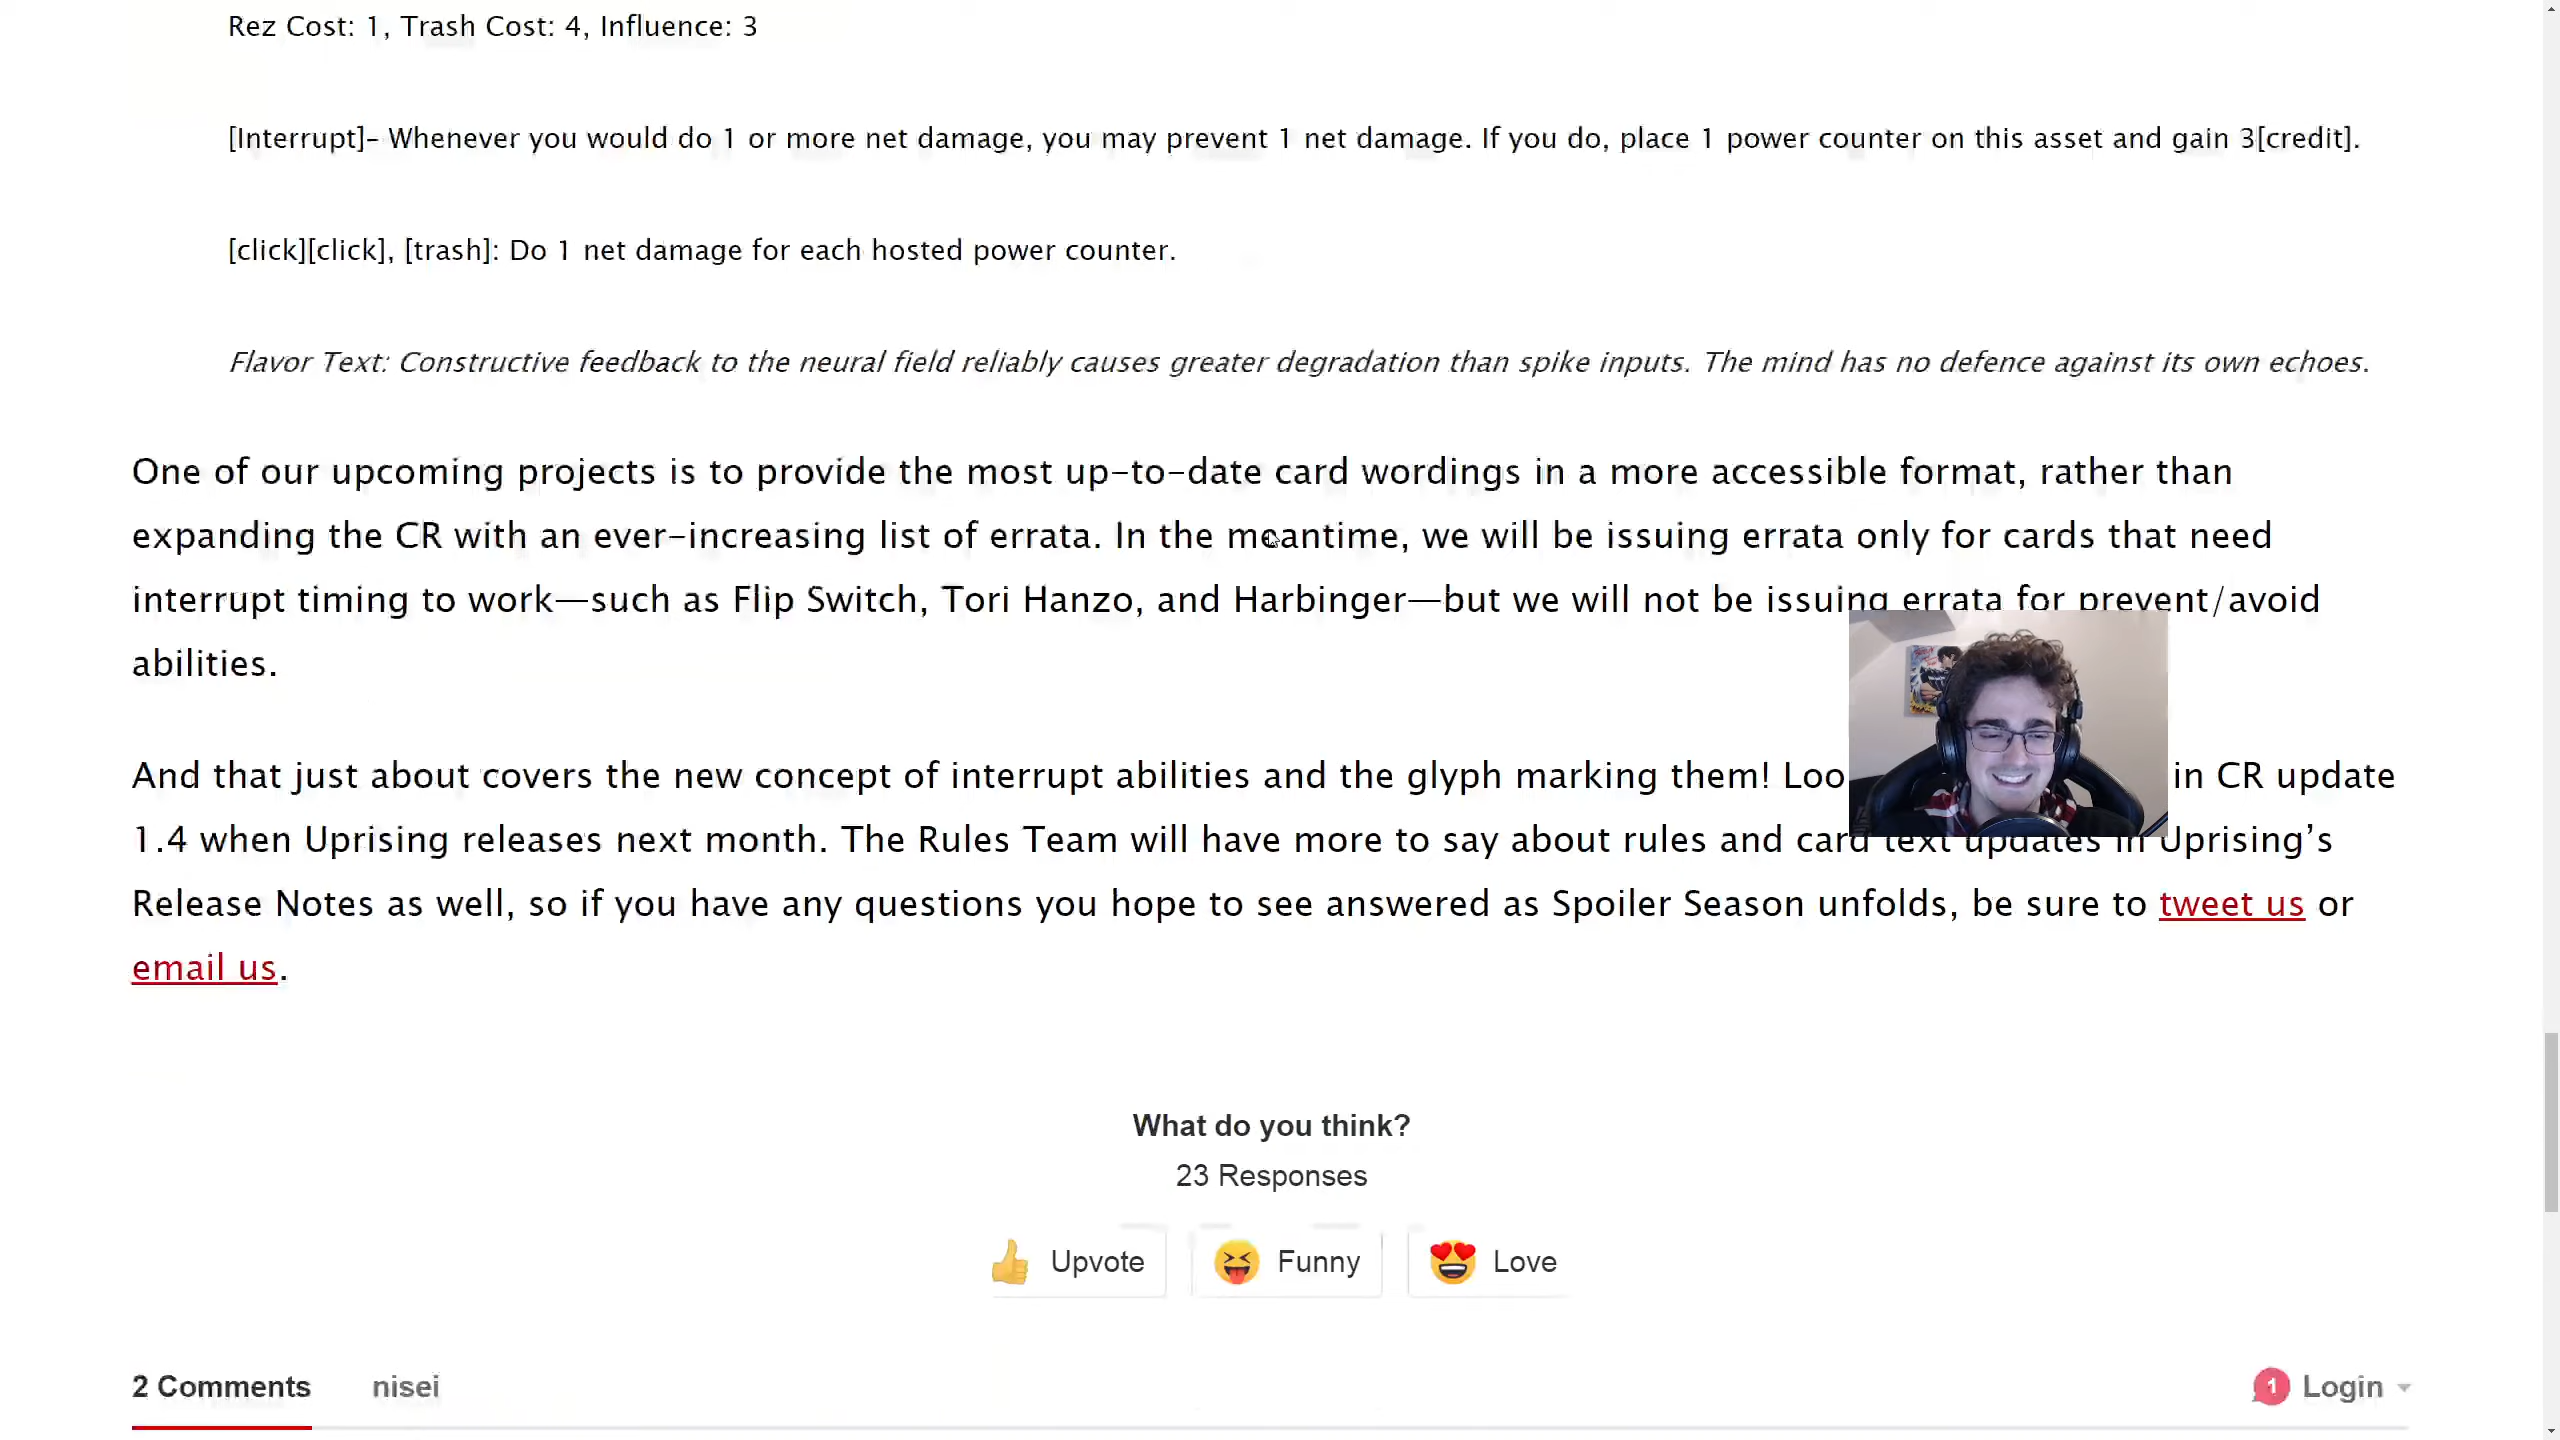 Rez Cost: 1, Trash Cost: 4, Influence: 3
[Interrupt]– Whenever you would do 1 or more net damage, you may prevent 1 net damage. If you do, place 1 power counter on this asset and gain 3[credit].
[click][click], [trash]: Do 1 net damage for each hosted power counter.
Flavor Text: Constructive feedback to the neural field reliably causes greater degradation than spike inputs. The mind has no defence against its own echoes.
One of our upcoming projects is to provide the most up-to-date card wordings in a more accessible format, rather than
expanding the CR with an ever-increasing list of errata. In the meantime, we will be issuing errata only for cards that need
interrupt timing to work—such as Flip Switch, Tori Hanzo, and Harbinger—but we will not be issuing errata for prevent/avoid
abilities.
And that just about covers the new concept of interrupt abilities and the glyph marking them! Loo in CR update
1.4 when Uprising releases next month. The Rules Team will have more to say about rules and card text updates in Uprising’s
Release Notes as well, so if you have any questions you hope to see answered as Spoiler Season unfolds, be sure to tweet us or
email us.
What do you think?
23 Responses
Upvote Funny Love
2 Comments nisei 1 Login